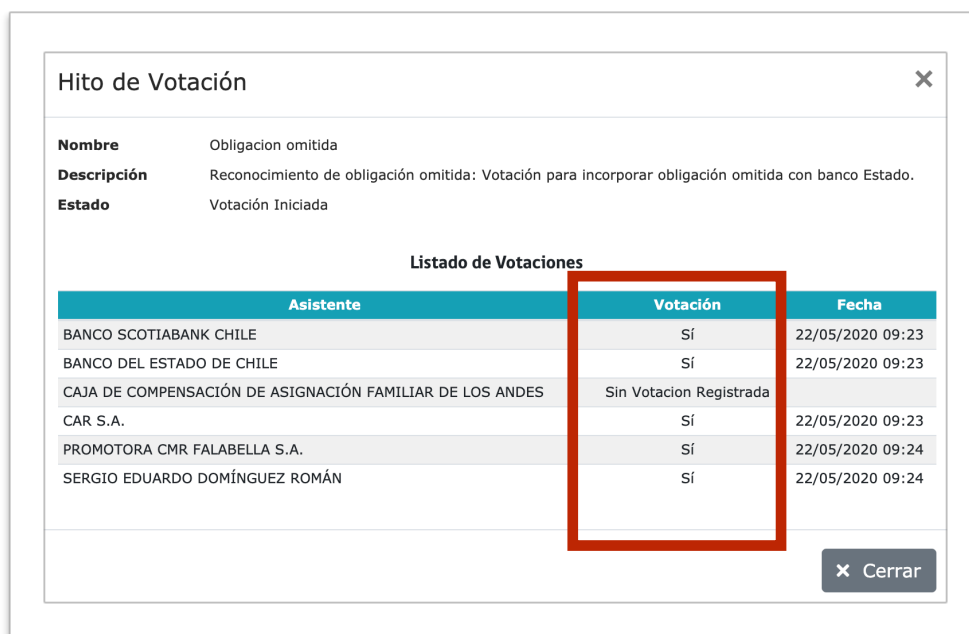 Hito de Votación ×
Nombre Obligacion omitida
Descripción Reconocimiento de obligación omitida: Votación para incorporar obligación omitida con banco Estado.
Estado Votación Iniciada
Listado de Votaciones
Asistente Votación Fecha
BANCO SCOTIABANK CHILE Sí 22/05/2020 09:23
BANCO DEL ESTADO DE CHILE Sí 22/05/2020 09:23
CAJA DE COMPENSACIÓN DE ASIGNACIÓN FAMILIAR DE LOS ANDES Sin Votacion Registrada
CAR S.A. Sí 22/05/2020 09:23
PROMOTORA CMR FALABELLA S.A. Sí 22/05/2020 09:24
SERGIO EDUARDO DOMÍNGUEZ ROMÁN Sí 22/05/2020 09:24
× Cerrar